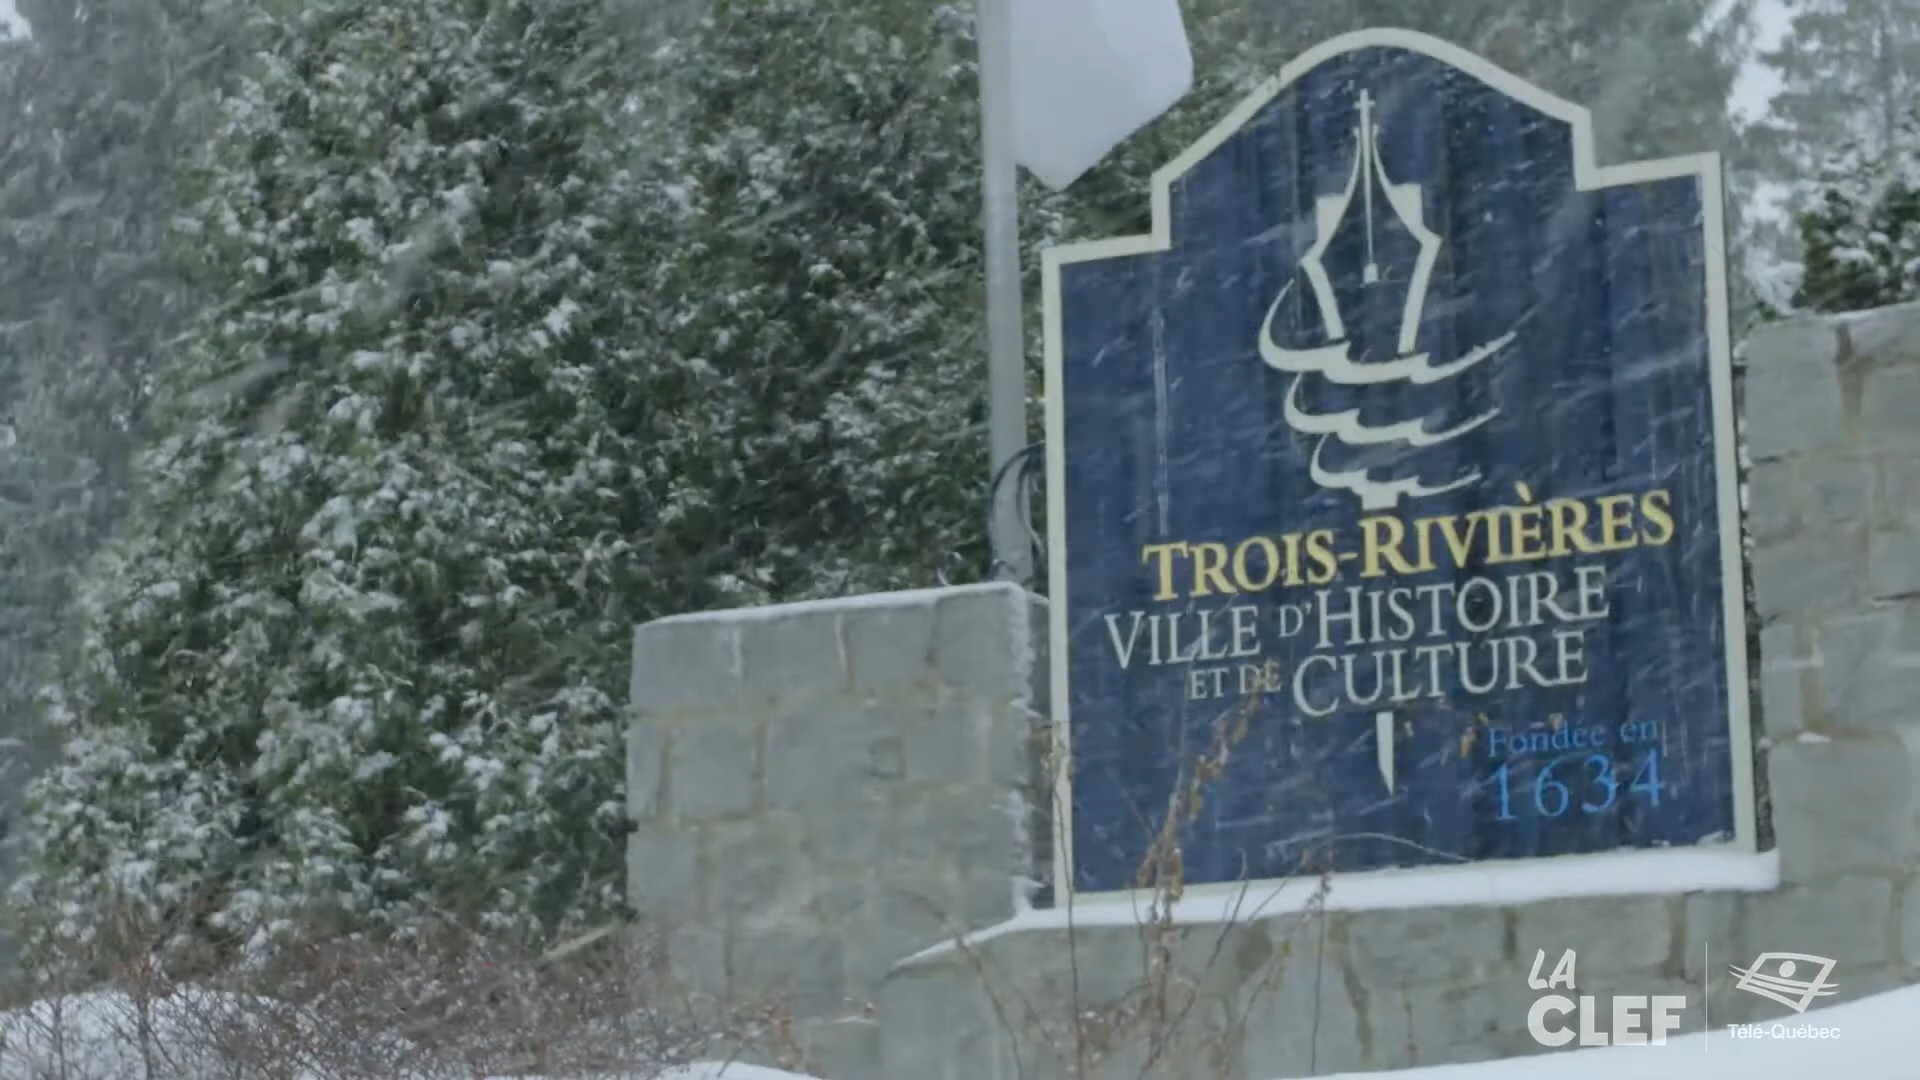 TROIS-RIVIÈRES
VILLE D'HISTOIRE
ET DE CULTURE
Fondée en
1634
LA
CLEF
Télé-Québec